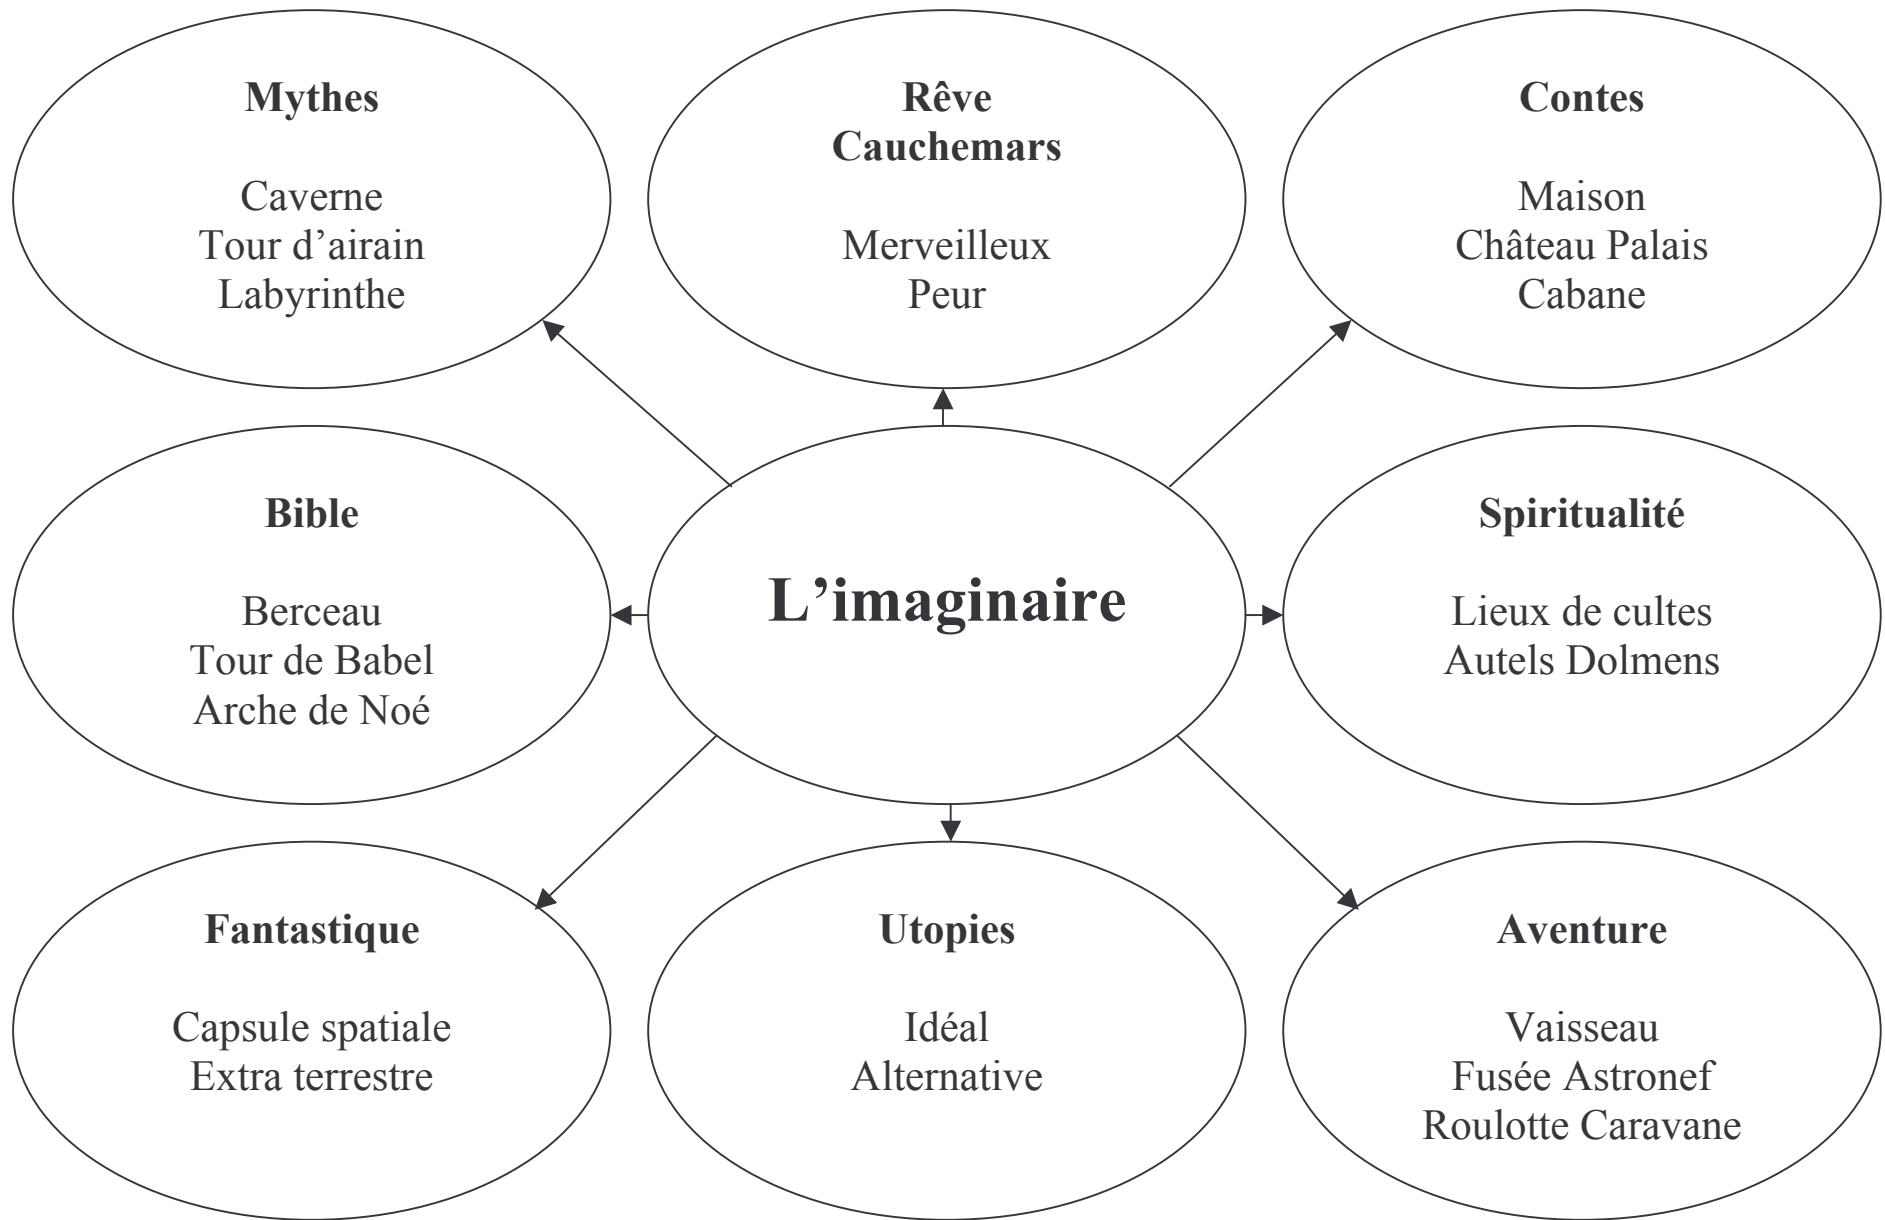 Mythes
Caverne
Tour d’airain
Labyrinthe
Rêve
Cauchemars
Merveilleux
Peur
Contes
Maison
Château Palais
Cabane
Bible
Berceau
Tour de Babel
Arche de Noé
L’imaginaire
Spiritualité
Lieux de cultes
Autels Dolmens
Fantastique
Capsule spatiale
Extra terrestre
Utopies
Idéal
Alternative
Aventure
Vaisseau
Fusée Astronef
Roulotte Caravane